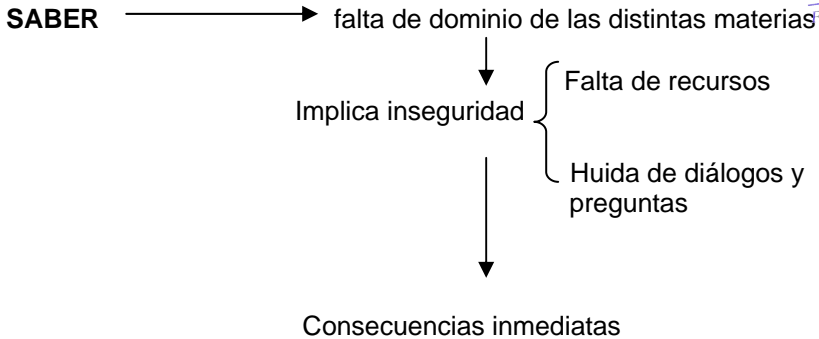 SABER falta de dominio de las distintas materias
Falta de recursos
Implica inseguridad
Huida de diálogos y
preguntas
Consecuencias inmediatas